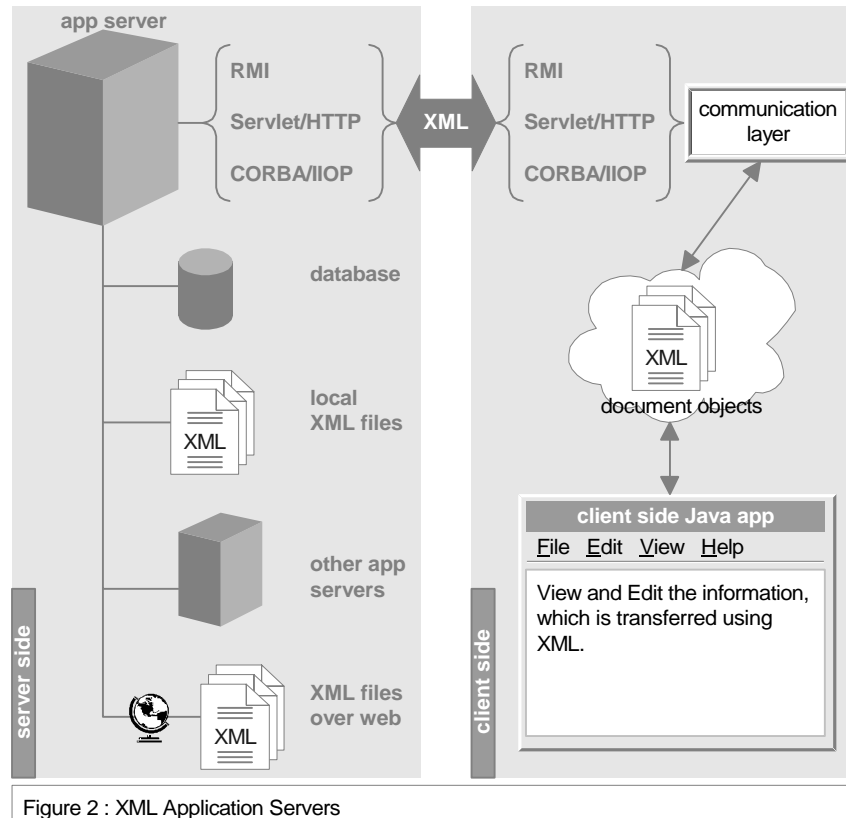 app server
RMI
Servlet/HTTP
CORBA/IIOP
XML
RMI
Servlet/HTTP
CORBA/IIOP
communication
layer
database
local
XML files
XML
other app
servers
XML files
over web
XML
server side
XML
document objects
client side Java app
File Edit View Help
View and Edit the information,
which is transferred using
XML.
client side
Figure 2 : XML Application Servers